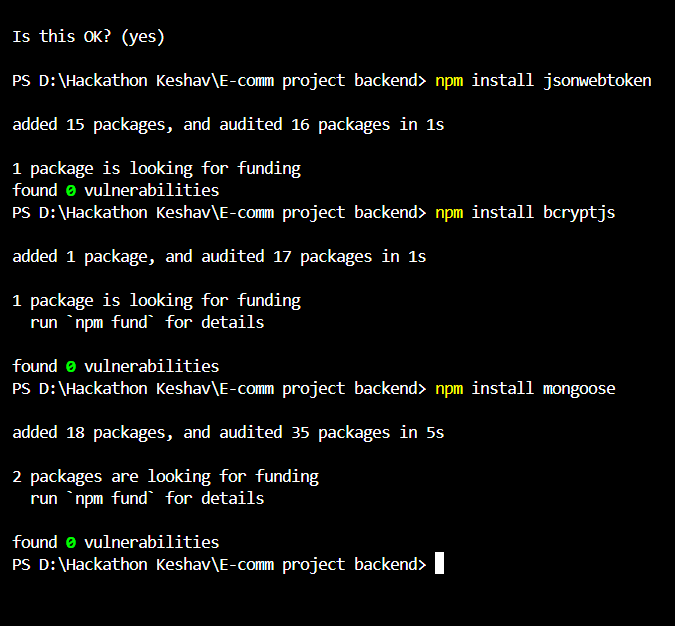 Is this OK? (yes)
PS D:\Hackathon Keshav\E-comm project backend> npm install jsonwebtoken
added 15 packages, and audited 16 packages in 1s
1 package is looking for funding
found 0 vulnerabilities
PS D:\Hackathon Keshav\E-comm project backend> npm install bcryptjs
added 1 package, and audited 17 packages in 1s
1 package is looking for funding
  run `npm fund` for details
found 0 vulnerabilities
PS D:\Hackathon Keshav\E-comm project backend> npm install mongoose
added 18 packages, and audited 35 packages in 5s
2 packages are looking for funding
  run `npm fund` for details
found 0 vulnerabilities
PS D:\Hackathon Keshav\E-comm project backend>